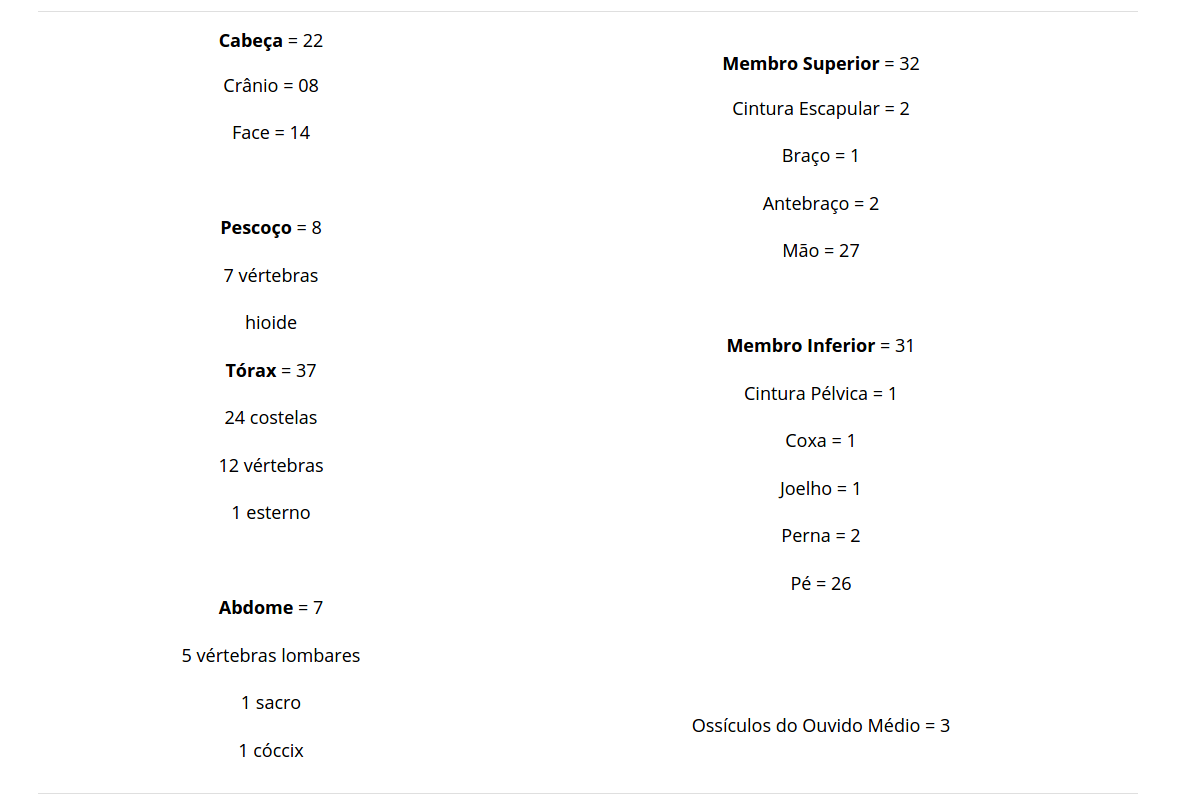 Cabeça = 22
Crânio = 08
Face = 14
Pescoço = 8
7 vértebras
hioide
Tórax = 37
24 costelas
12 vértebras
1 esterno
Abdome = 7
5 vértebras lombares
1 sacro
1 cóccix
Membro Superior = 32
Cintura Escapular = 2
Braço = 1
Antebraço = 2
Mão = 27
Membro Inferior = 31
Cintura Pélvica = 1
Coxa = 1
Joelho = 1
Perna = 2
Pé = 26
Ossículos do Ouvido Médio = 3